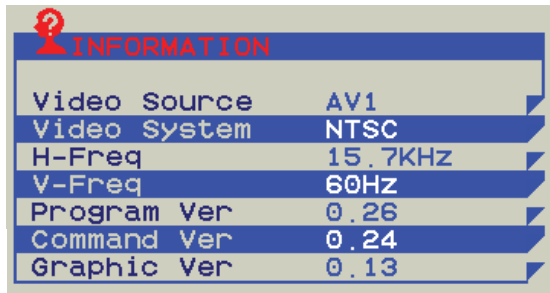 INFORMATION
Video Source AV1
Video System NTSC
H-Freq 15.7KHz
V-Freq 60Hz
Program Ver 0.26
Command Ver 0.24
Graphic Ver 0.13